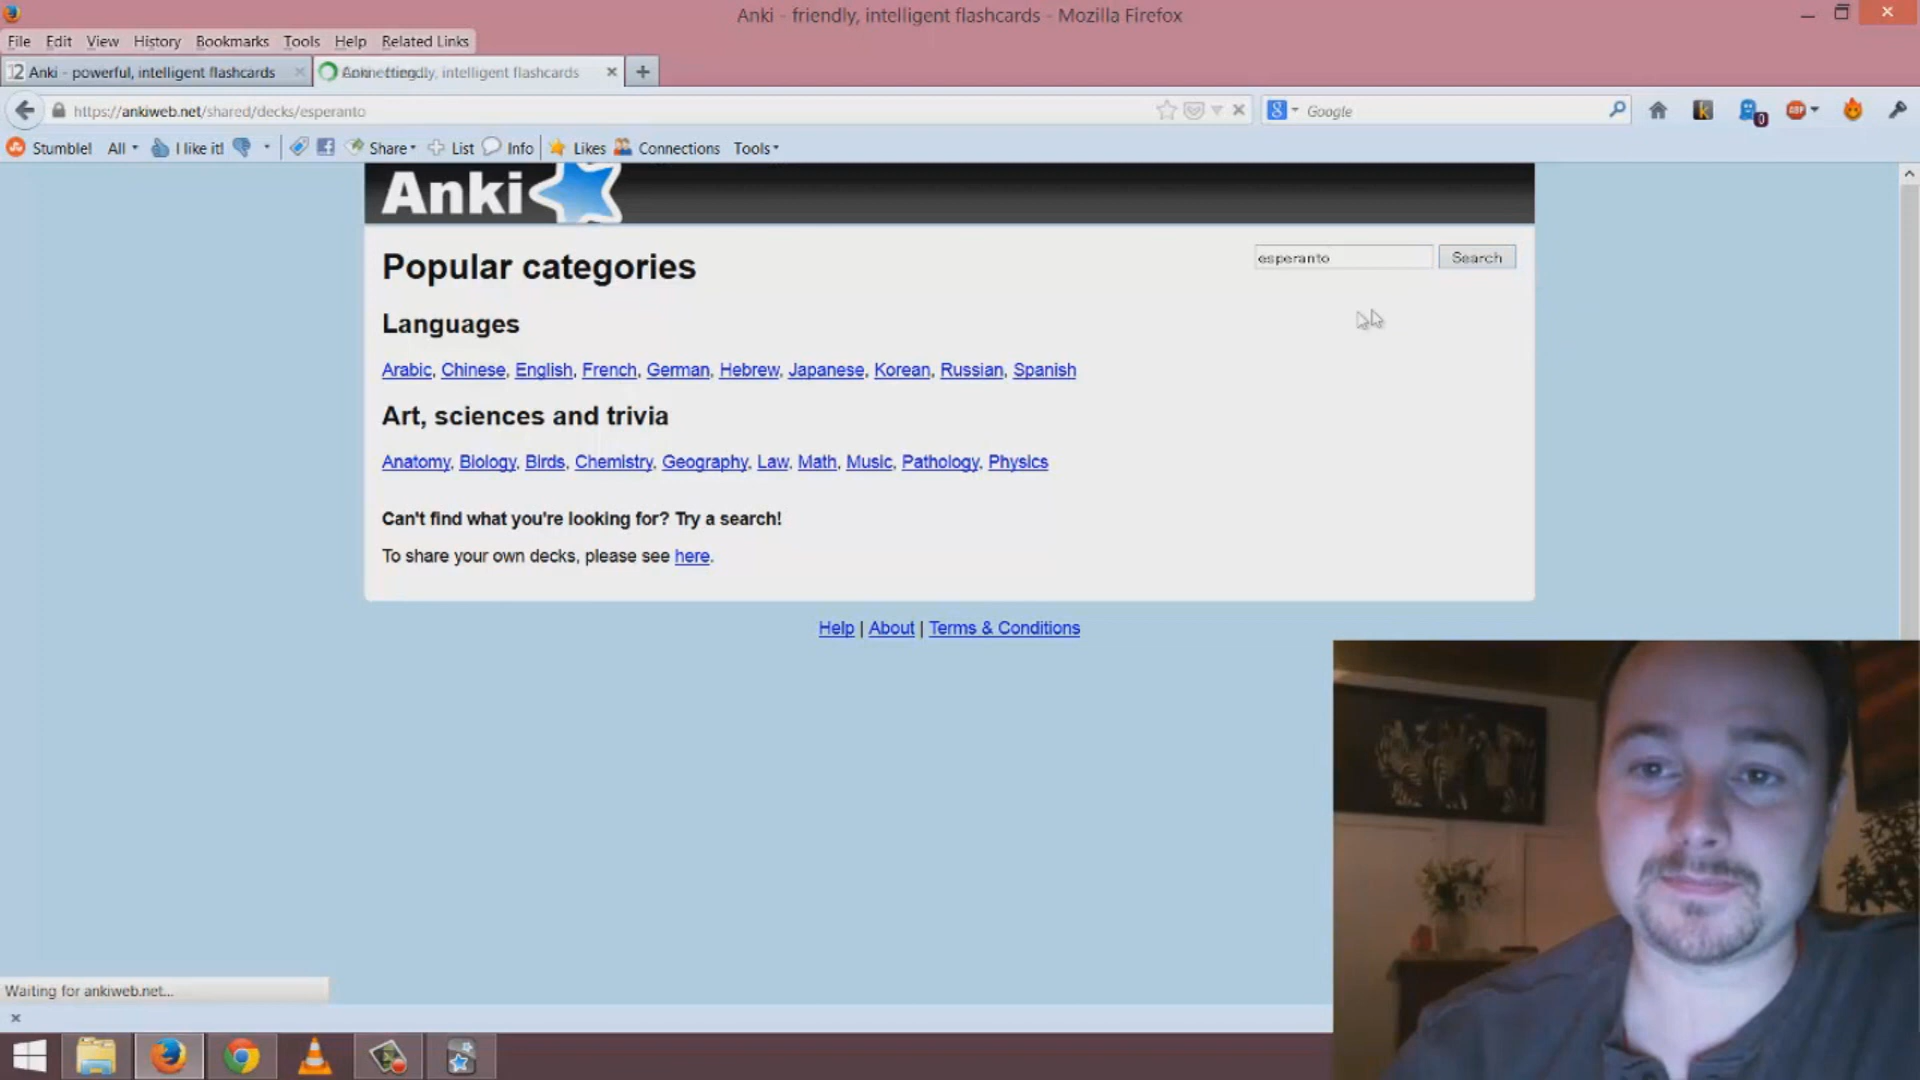 Anki - friendly, intelligent flashcards - Mozilla Firefox
File Edit View History Bookmarks Tools Help Related Links
Anki - powerful, intelligent flashcards
intelligent flashcards
https://ankiweb.net/shared/decks/esperanto
Google
Stumble! All I like it! Share List Info Likes Connections Tools
Anki
Popular categories
esperanto Search
Languages
Arabic, Chinese, English, French, German, Hebrew, Japanese, Korean, Russian, Spanish
Art, sciences and trivia
Anatomy, Biology, Birds, Chemistry, Geography, Law, Math, Music, Pathology, Physics
Can't find what you're looking for? Try a search!
To share your own decks, please see here.
Help | About | Terms & Conditions
Waiting for ankiweb.net...